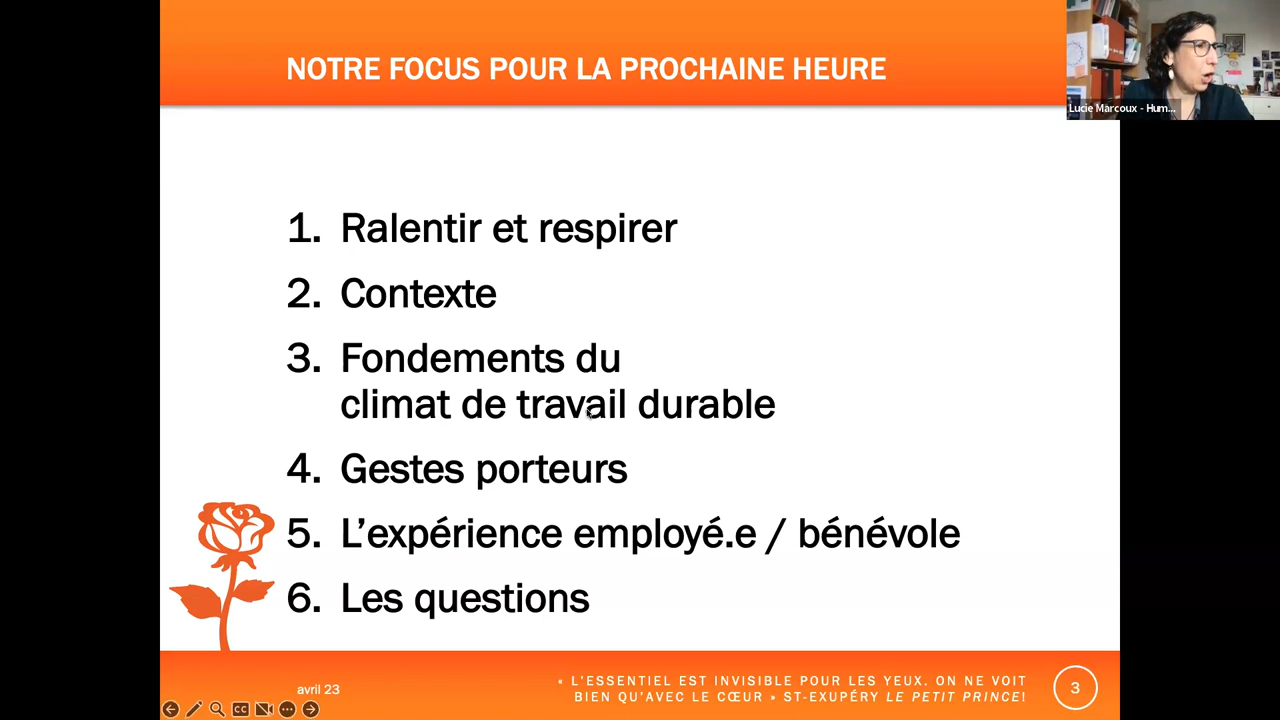 NOTRE FOCUS POUR LA PROCHAINE HEURE
Lucie Marcoux - Hum...
1. Ralentir et respirer
2. Contexte
3. Fondements du
climat de travail durable
4. Gestes porteurs
5. L’expérience employé.e / bénévole
6. Les questions
avril 23
« L’ESSENTIEL EST INVISIBLE POUR LES YEUX. ON NE VOIT
BIEN QU’AVEC LE CŒUR » ST-EXUPÉRY LE PETIT PRINCE!
3
CC